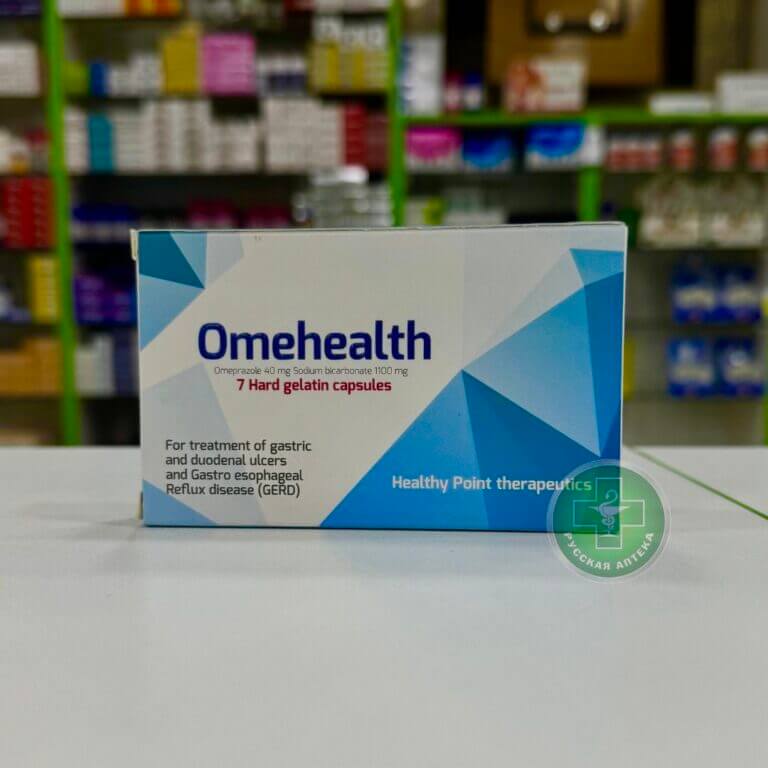 Omehealth
Omeprazole 40 mg Sodium bicarbonate 1100 mg
7 Hard gelatin capsules
For treatment of gastric
and duodenal ulcers
and Gastro esophageal
Reflux disease (GERD)
Healthy Point therapeutics
РУССКАЯ АПТЕКА